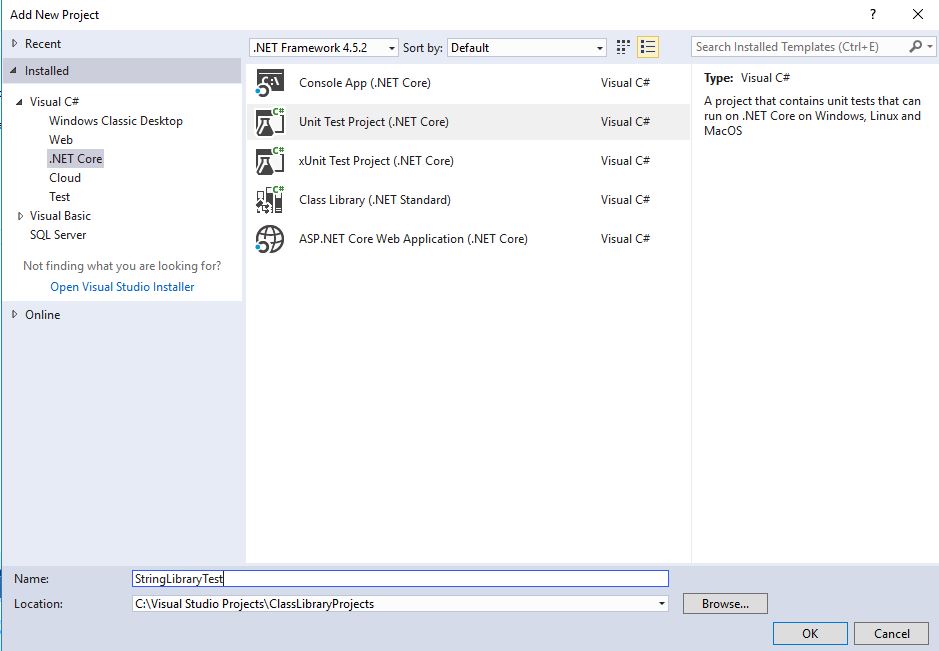 Add New Project
?
Recent
.NET Framework 4.5.2 Sort by: Default
Search Installed Templates (Ctrl+E)
Installed
Visual C#
Windows Classic Desktop
Web
.NET Core
Cloud
Test
Visual Basic
SQL Server
Not finding what you are looking for?
Open Visual Studio Installer
Online
C:\ Console App (.NET Core) Visual C#
C# Unit Test Project (.NET Core) Visual C#
C# xUnit Test Project (.NET Core) Visual C#
C# Class Library (.NET Standard) Visual C#
ASP.NET Core Web Application (.NET Core) Visual C#
Type: Visual C#
A project that contains unit tests that can
run on .NET Core on Windows, Linux and
MacOS
Name: StringLibraryTest
Location: C:\Visual Studio Projects\ClassLibraryProjects
Browse...
OK Cancel